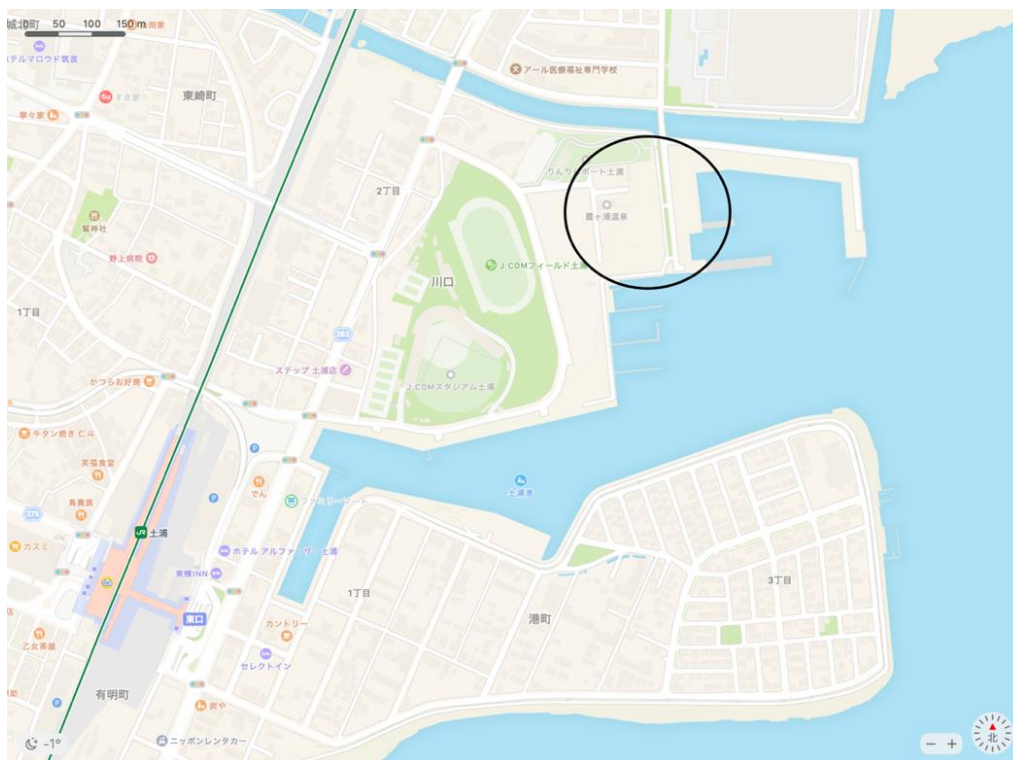 0 50 100 150 m
ホテルマロウド筑波
すき家
東崎町
寧々家
アール医療福祉専門学校
りんりんポート土浦
2丁目
霞ヶ浦温泉
鷲神社
野上病院
J:COMフィールド土浦
川口
1丁目
263
ステップ 土浦店
J:COMスタジアム土浦
かつらお好焼
牛タン焼き 仁斗
P
笑福食堂
でん
土浦港
鳥貴族
P
ファミリーマート
275
JR 土浦
カスミ
ホテル アルファ・ザ・土浦
東横INN
3丁目
1丁目
東口
カントリー
港町
乙女茶屋
セレクトイン
有明町
P
炭や
北
-1°
ニッポンレンタカー
− +